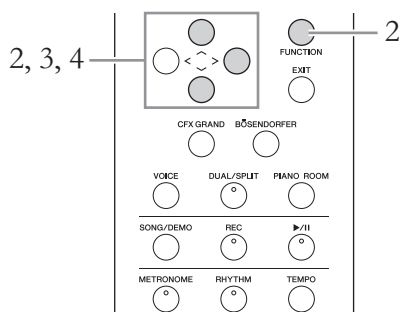 2
FUNCTION
2, 3, 4
< >
EXIT
CFX GRAND BÖSENDORFER
VOICE DUAL/SPLIT PIANO ROOM
SONG/DEMO REC ▶/II
METRONOME RHYTHM TEMPO